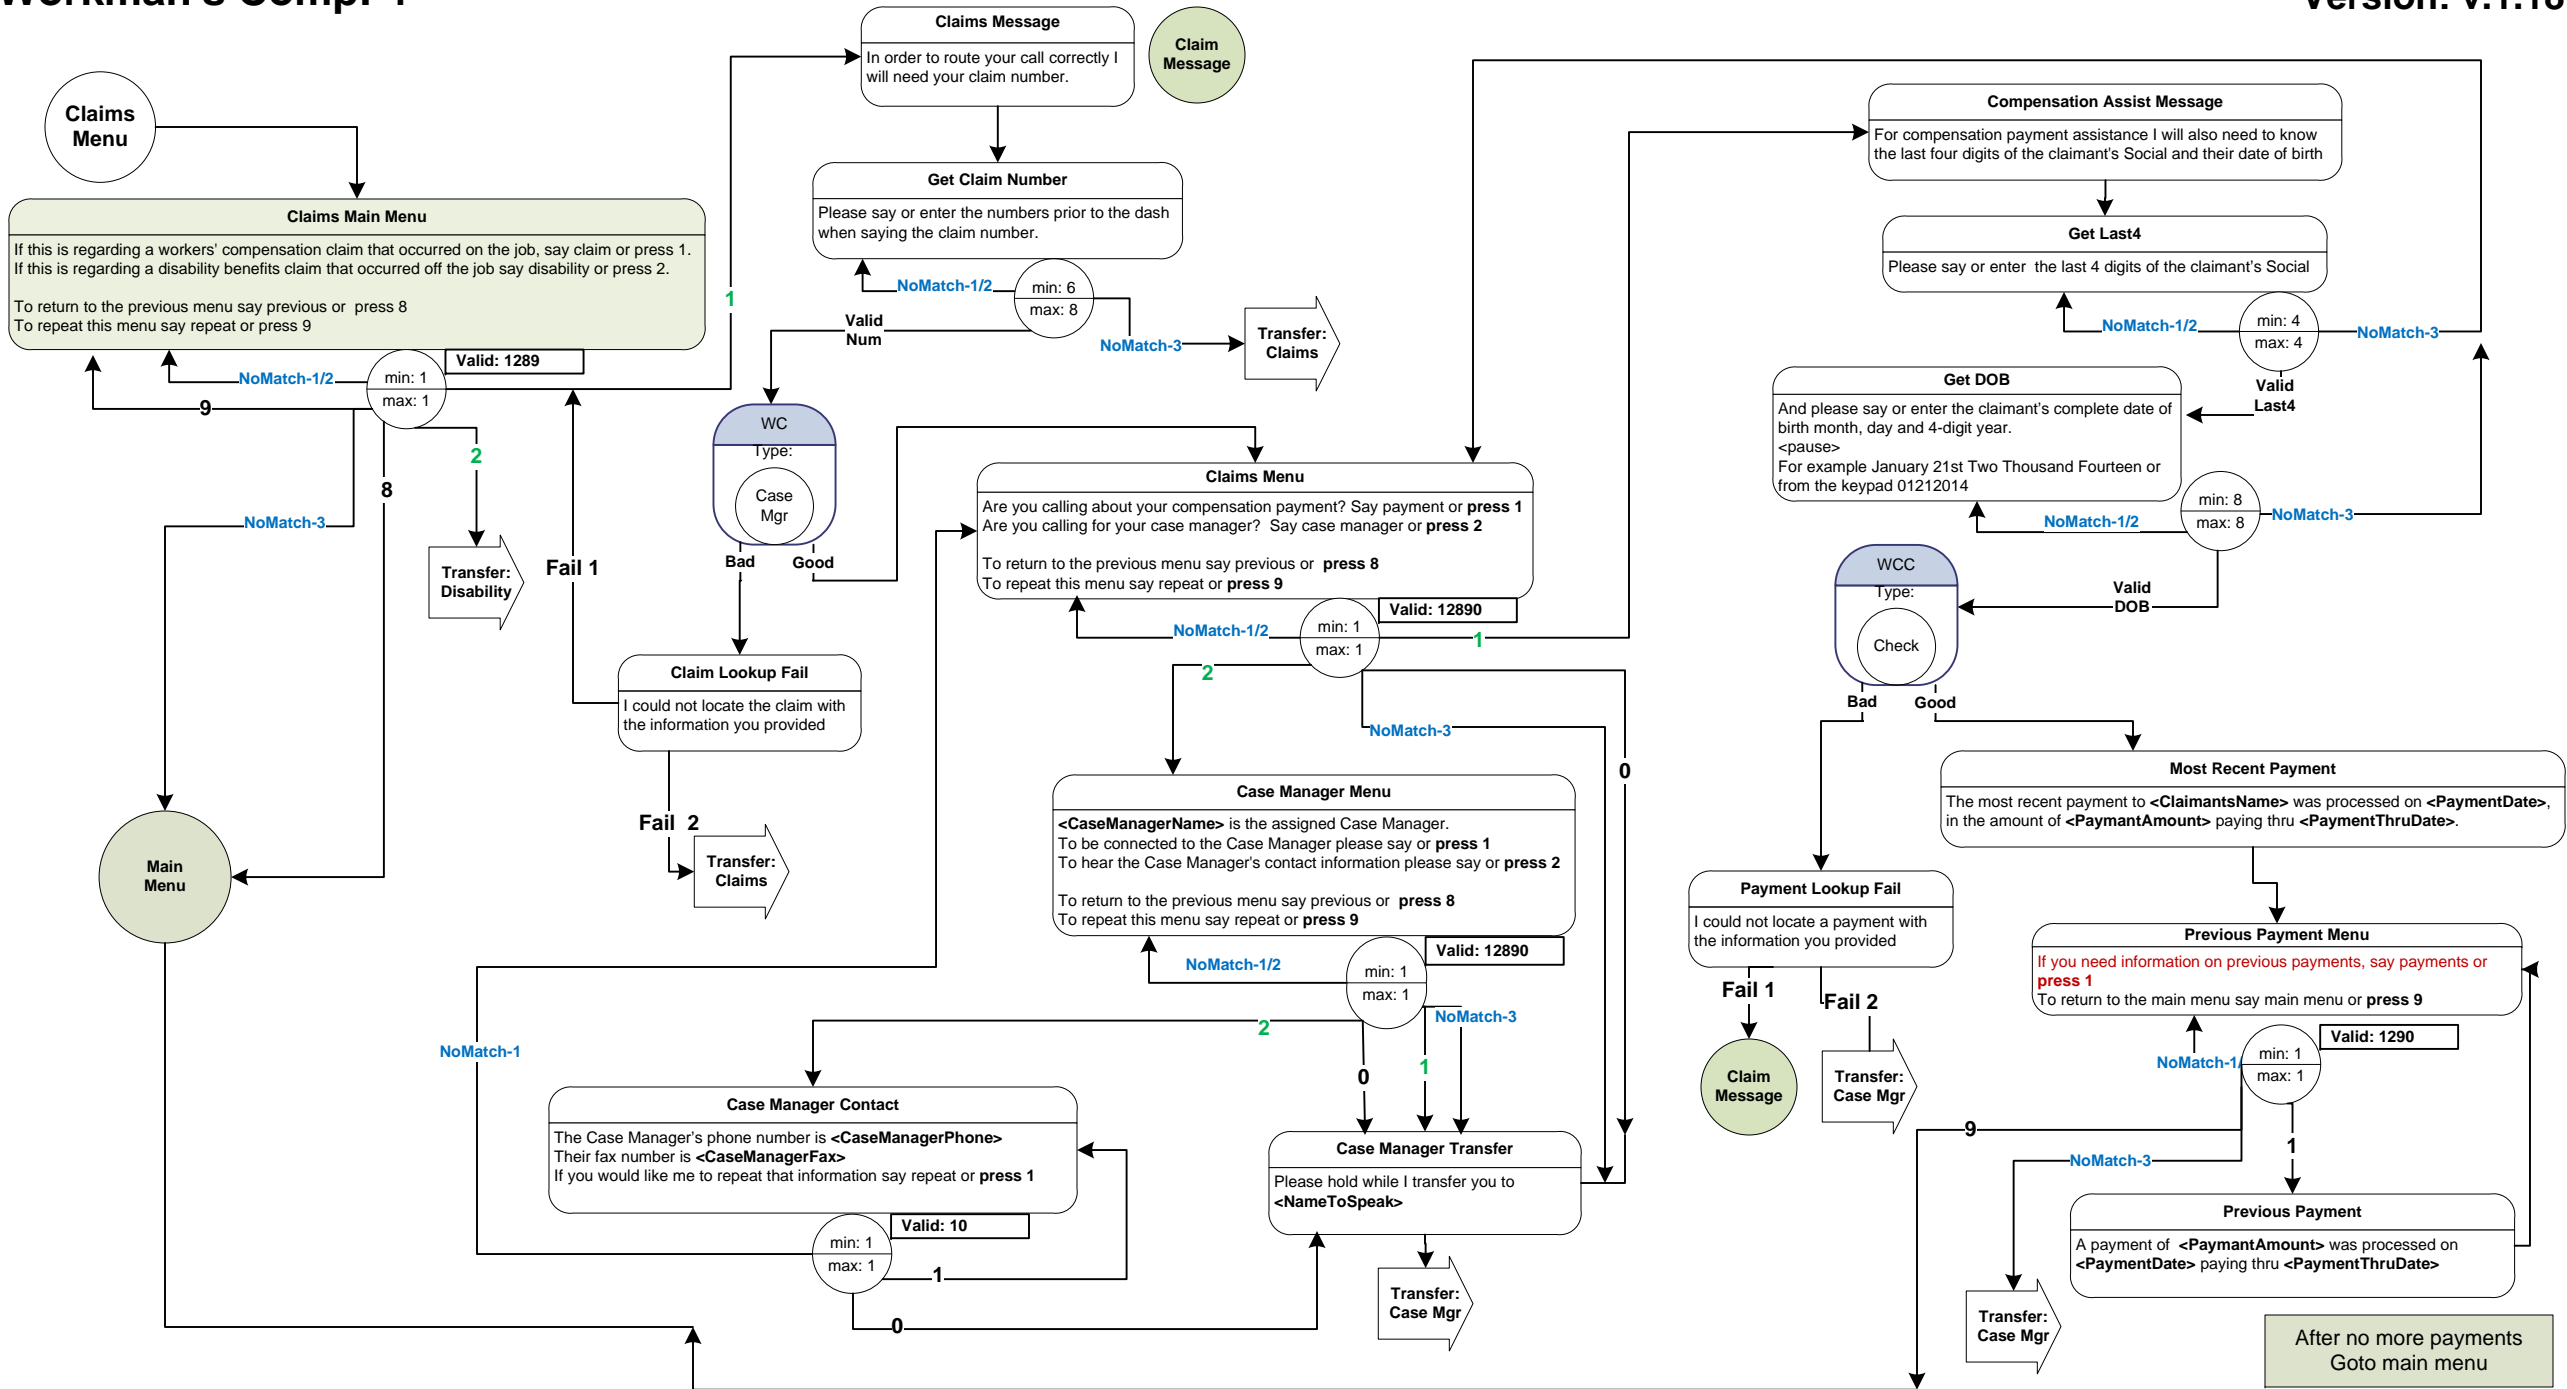 Workman's Comp. 4
Version: v.1.18
Claims Message
In order to route your call correctly I
will need your claim number.
Claim
Message
Claims
Menu
Claims Main Menu
If this is regarding a workers' compensation claim that occurred on the job, say claim or press 1.
If this is regarding a disability benefits claim that occurred off the job say disability or press 2.
To return to the previous menu say previous or press 8
To repeat this menu say repeat or press 9
Valid: 1289
min: 1
max: 1
NoMatch-1/2
9
NoMatch-3
8
2
1
Transfer:
Disability
Main
Menu
Get Claim Number
Please say or enter the numbers prior to the dash
when saying the claim number.
NoMatch-1/2
min: 6
max: 8
Valid
Num
NoMatch-3
Transfer:
Claims
WC
Type:
Case
Mgr
Bad
Good
Fail 1
Claim Lookup Fail
I could not locate the claim with
the information you provided
Fail 2
Transfer:
Claims
Claims Menu
Are you calling about your compensation payment? Say payment or press 1
Are you calling for your case manager? Say case manager or press 2
To return to the previous menu say previous or press 8
To repeat this menu say repeat or press 9
Valid: 12890
NoMatch-1/2
min: 1
max: 1
1
2
NoMatch-3
0
Case Manager Menu
<CaseManagerName> is the assigned Case Manager.
To be connected to the Case Manager please say or press 1
To hear the Case Manager's contact information please say or press 2
To return to the previous menu say previous or press 8
To repeat this menu say repeat or press 9
Valid: 12890
NoMatch-1/2
min: 1
max: 1
NoMatch-3
2
0
1
NoMatch-1
Case Manager Contact
The Case Manager's phone number is <CaseManagerPhone>
Their fax number is <CaseManagerFax>
If you would like me to repeat that information say repeat or press 1
Valid: 10
min: 1
max: 1
1
0
Case Manager Transfer
Please hold while I transfer you to
<NameToSpeak>
Transfer:
Case Mgr
Compensation Assist Message
For compensation payment assistance I will also need to know
the last four digits of the claimant's Social and their date of birth
Get Last4
Please say or enter the last 4 digits of the claimant's Social
NoMatch-1/2
min: 4
max: 4
NoMatch-3
Valid
Last4
Get DOB
And please say or enter the claimant's complete date of
birth month, day and 4-digit year.
<pause>
For example January 21st Two Thousand Fourteen or
from the keypad 01212014
NoMatch-1/2
min: 8
max: 8
NoMatch-3
Valid
DOB
WCC
Type:
Check
Bad
Good
Most Recent Payment
The most recent payment to <ClaimantsName> was processed on <PaymentDate>,
in the amount of <PaymantAmount> paying thru <PaymentThruDate>.
Payment Lookup Fail
I could not locate a payment with
the information you provided
Fail 1
Fail 2
Claim
Message
Transfer:
Case Mgr
Previous Payment Menu
If you need information on previous payments, say payments or
press 1
To return to the main menu say main menu or press 9
Valid: 1290
NoMatch-1/
min: 1
max: 1
9
NoMatch-3
1
Previous Payment
A payment of <PaymantAmount> was processed on
<PaymentDate> paying thru <PaymentThruDate>
Transfer:
Case Mgr
After no more payments
Goto main menu